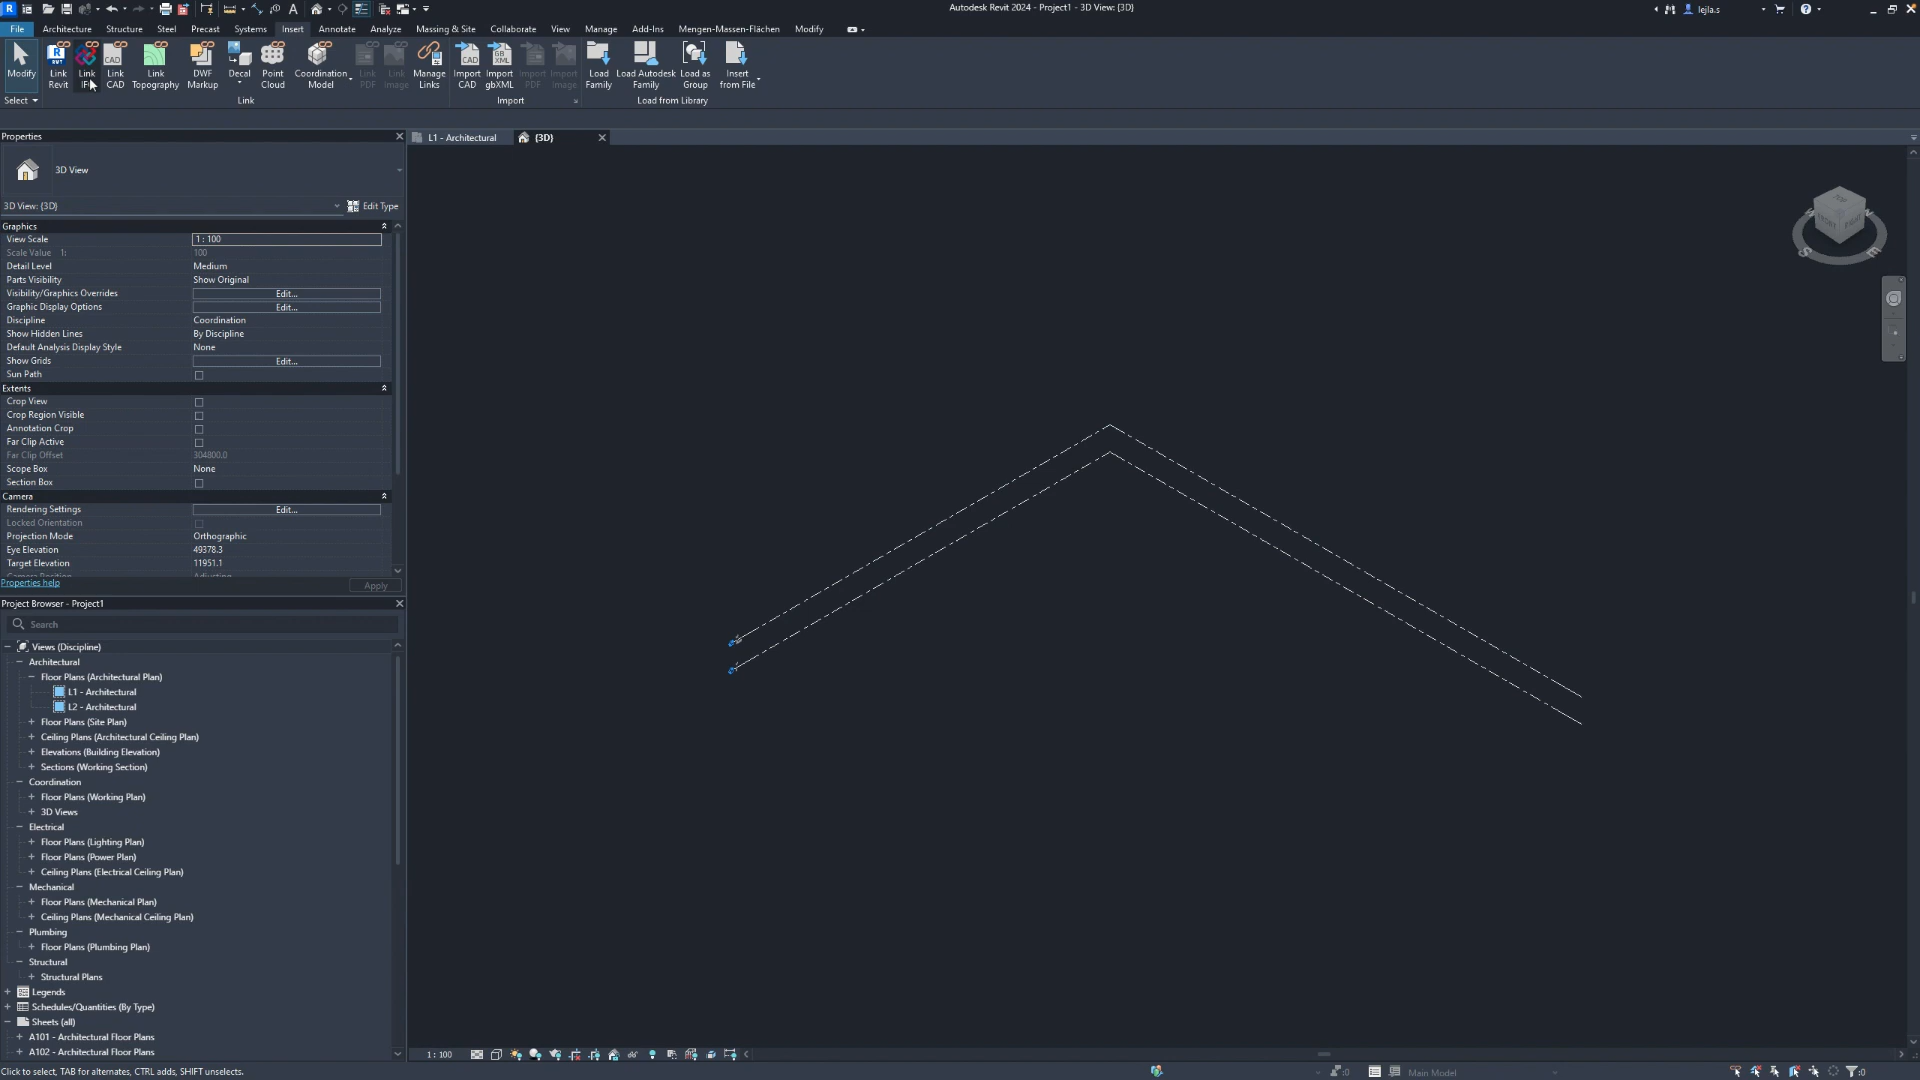 Autodesk Revit 2024 - Project1 - 3D View: {3D}
lejla.s
File Architecture Structure Steel Precast Systems Insert Annotate Analyze Massing & Site Collaborate View Manage Add-Ins Mengen-Massen-Flächen Modify
Modify
Link Revit
Link
Link CAD
Link Topography
DWF Markup
Decal
Point Cloud
Coordination Model
Link PDF
Link Image
Manage Links
Import CAD
Import gbXML
Import PDF
Import Image
Load Family
Load Autodesk Family
Load as Group
Insert from File
Select
Link
Import
Load from Library
Properties
L1 - Architectural
{3D}
3D View
3D View: {3D}
Edit Type
Graphics
View Scale 1 : 100
Scale Value 1: 100
Detail Level Medium
Parts Visibility Show Original
Visibility/Graphics Overrides Edit...
Graphic Display Options Edit...
Discipline Coordination
Show Hidden Lines By Discipline
Default Analysis Display Style None
Show Grids Edit...
Sun Path
Extents
Crop View
Crop Region Visible
Annotation Crop
Far Clip Active
Far Clip Offset 304800.0
Scope Box None
Section Box
Camera
Rendering Settings Edit...
Locked Orientation
Projection Mode Orthographic
Eye Elevation 49378.3
Target Elevation 11951.1
Properties help
Apply
Project Browser - Project1
Search
Views (Discipline)
Architectural
Floor Plans (Architectural Plan)
L1 - Architectural
L2 - Architectural
Floor Plans (Site Plan)
Ceiling Plans (Architectural Ceiling Plan)
Elevations (Building Elevation)
Sections (Working Section)
Coordination
Floor Plans (Working Plan)
3D Views
Electrical
Floor Plans (Lighting Plan)
Floor Plans (Power Plan)
Ceiling Plans (Electrical Ceiling Plan)
Mechanical
Floor Plans (Mechanical Plan)
Ceiling Plans (Mechanical Ceiling Plan)
Plumbing
Floor Plans (Plumbing Plan)
Structural
Structural Plans
Legends
Schedules/Quantities (By Type)
Sheets (all)
A101 - Architectural Floor Plans
A102 - Architectural Floor Plans
1 : 100
Click to select, TAB for alternates, CTRL adds, SHIFT unselects.
:0
Main Model
:0